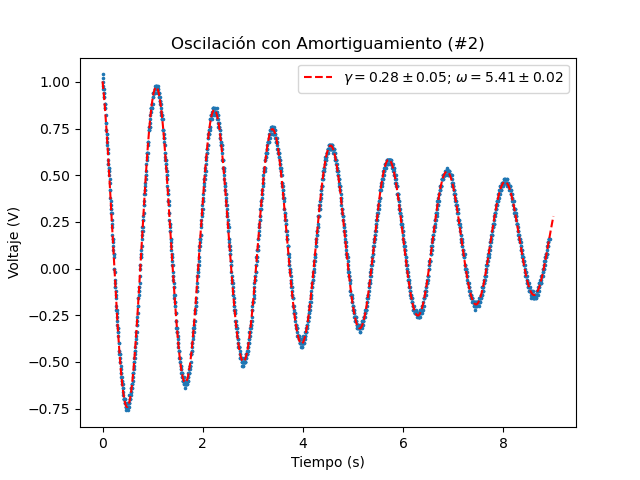 Oscilación con Amortiguamiento (#2)
γ = 0.28 ± 0.05; ω = 5.41 ± 0.02
1.00
0.75
0.50
0.25
0.00
−0.25
−0.50
−0.75
Voltaje (V)
0 2 4 6 8
Tiempo (s)